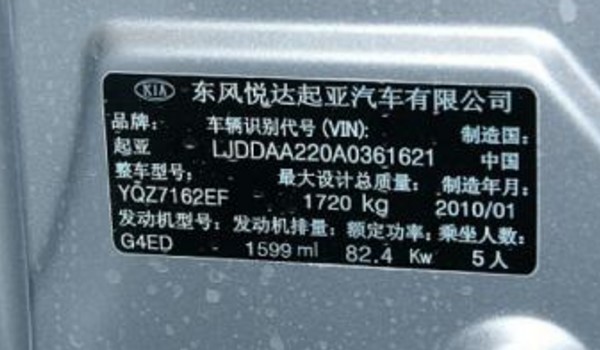 KIA 东风悦达起亚汽车有限公司
品牌: 车辆识别代号(VIN): 制造国:
起亚 LJDDAA220A0361621 中国
整车型号: 最大设计总质量: 制造年月:
YQZ7162EF 1720 kg 2010/01
发动机型号: 发动机排量: 额定功率: 乘坐人数:
G4ED 1599 ml 82.4 Kw 5人